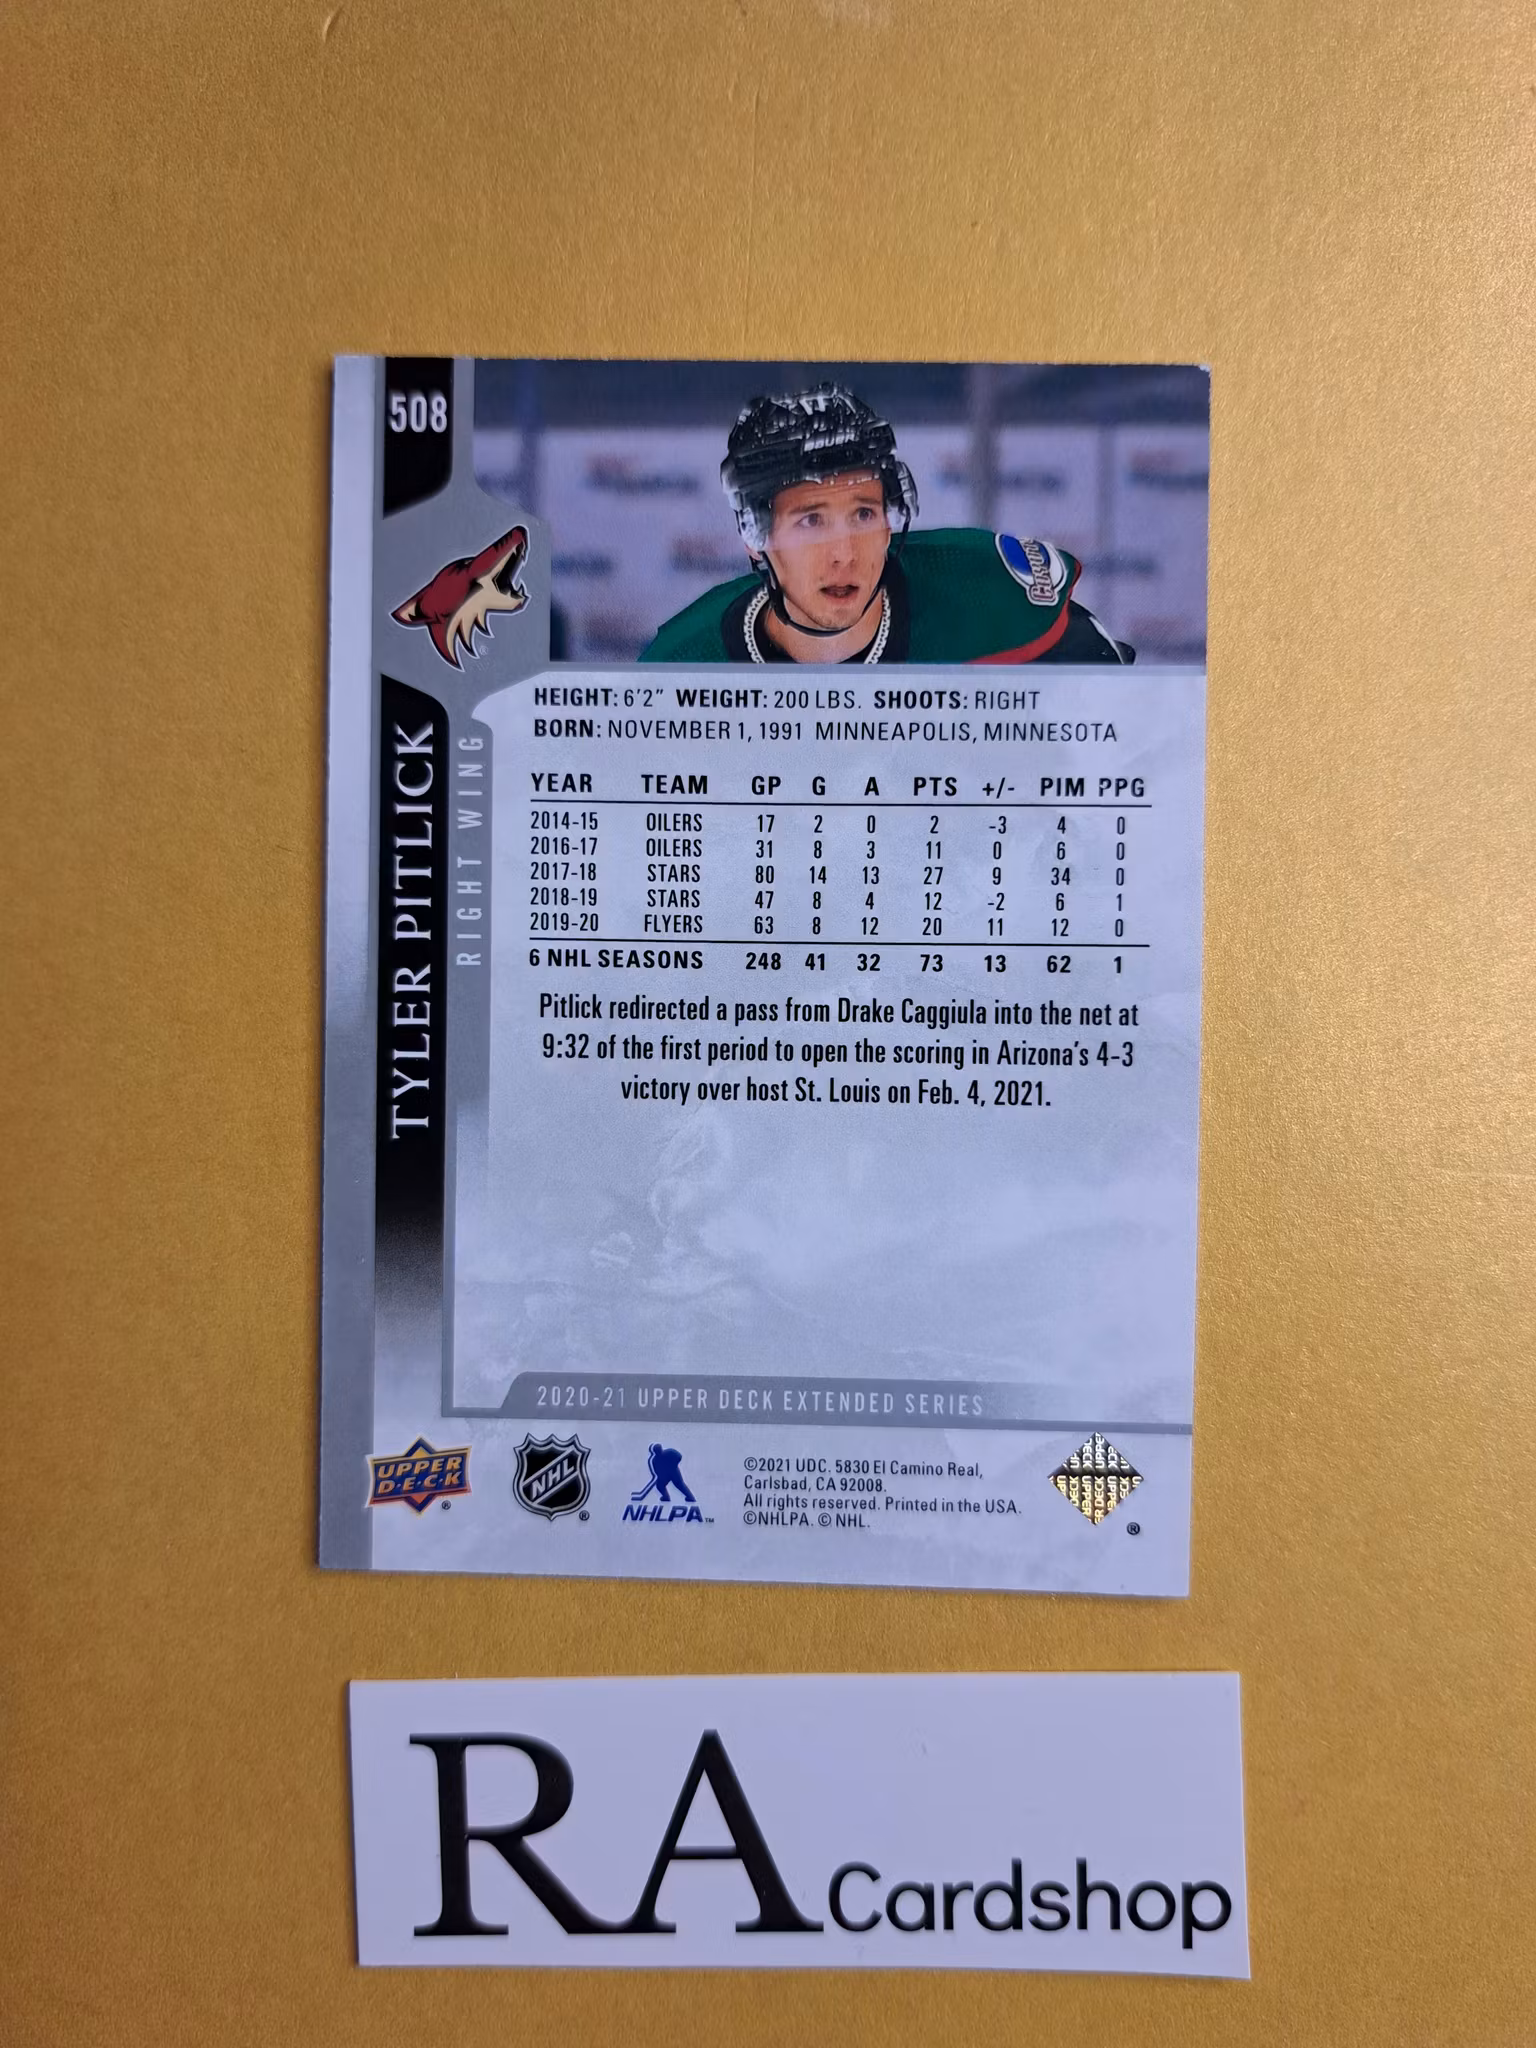 508
TYLER PITLICK
RIGHT WING
HEIGHT: 6'2" WEIGHT: 200 LBS. SHOOTS: RIGHT
BORN: NOVEMBER 1, 1991 MINNEAPOLIS, MINNESOTA
YEAR TEAM GP G A PTS +/- PIM PPG
2014-15 OILERS 17 2 0 2 -3 4 0
2016-17 OILERS 31 8 3 11 0 6 0
2017-18 STARS 80 14 13 27 9 34 0
2018-19 STARS 47 8 4 12 -2 6 1
2019-20 FLYERS 63 8 12 20 11 12 0
6 NHL SEASONS 248 41 32 73 13 62 1
Pitlick redirected a pass from Drake Caggiula into the net at
9:32 of the first period to open the scoring in Arizona's 4-3
victory over host St. Louis on Feb. 4, 2021.
2020-21 UPPER DECK EXTENDED SERIES
UPPER
D·E·C·K
®
NHL
®
NHLPA™
©2021 UDC. 5830 El Camino Real,
Carlsbad, CA 92008.
All rights reserved. Printed in the USA.
©NHLPA. © NHL.
®
RA Cardshop